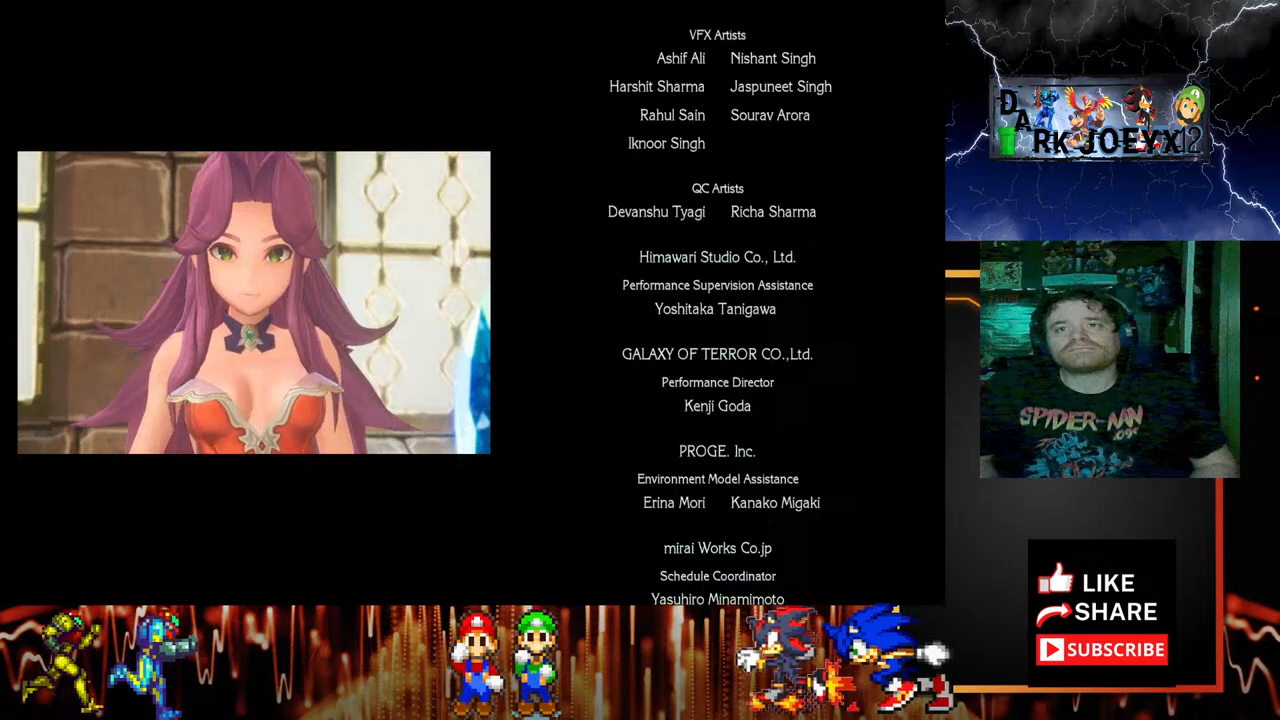 VFX Artists
Ashif Ali Nishant Singh
Harshit Sharma Jaspuneet Singh
Rahul Sain Sourav Arora
Iknoor Singh
QC Artists
Devanshu Tyagi Richa Sharma
Himawari Studio Co., Ltd.
Performance Supervision Assistance
Yoshitaka Tanigawa
GALAXY OF TERROR CO.,Ltd.
Performance Director
Kenji Goda
PROGE. Inc.
Environment Model Assistance
Erina Mori Kanako Migaki
mirai Works Co.jp
Schedule Coordinator
Yasuhiro Minamimoto
DARK JOEYX12
SPIDER-MAN
LIKE
SHARE
SUBSCRIBE